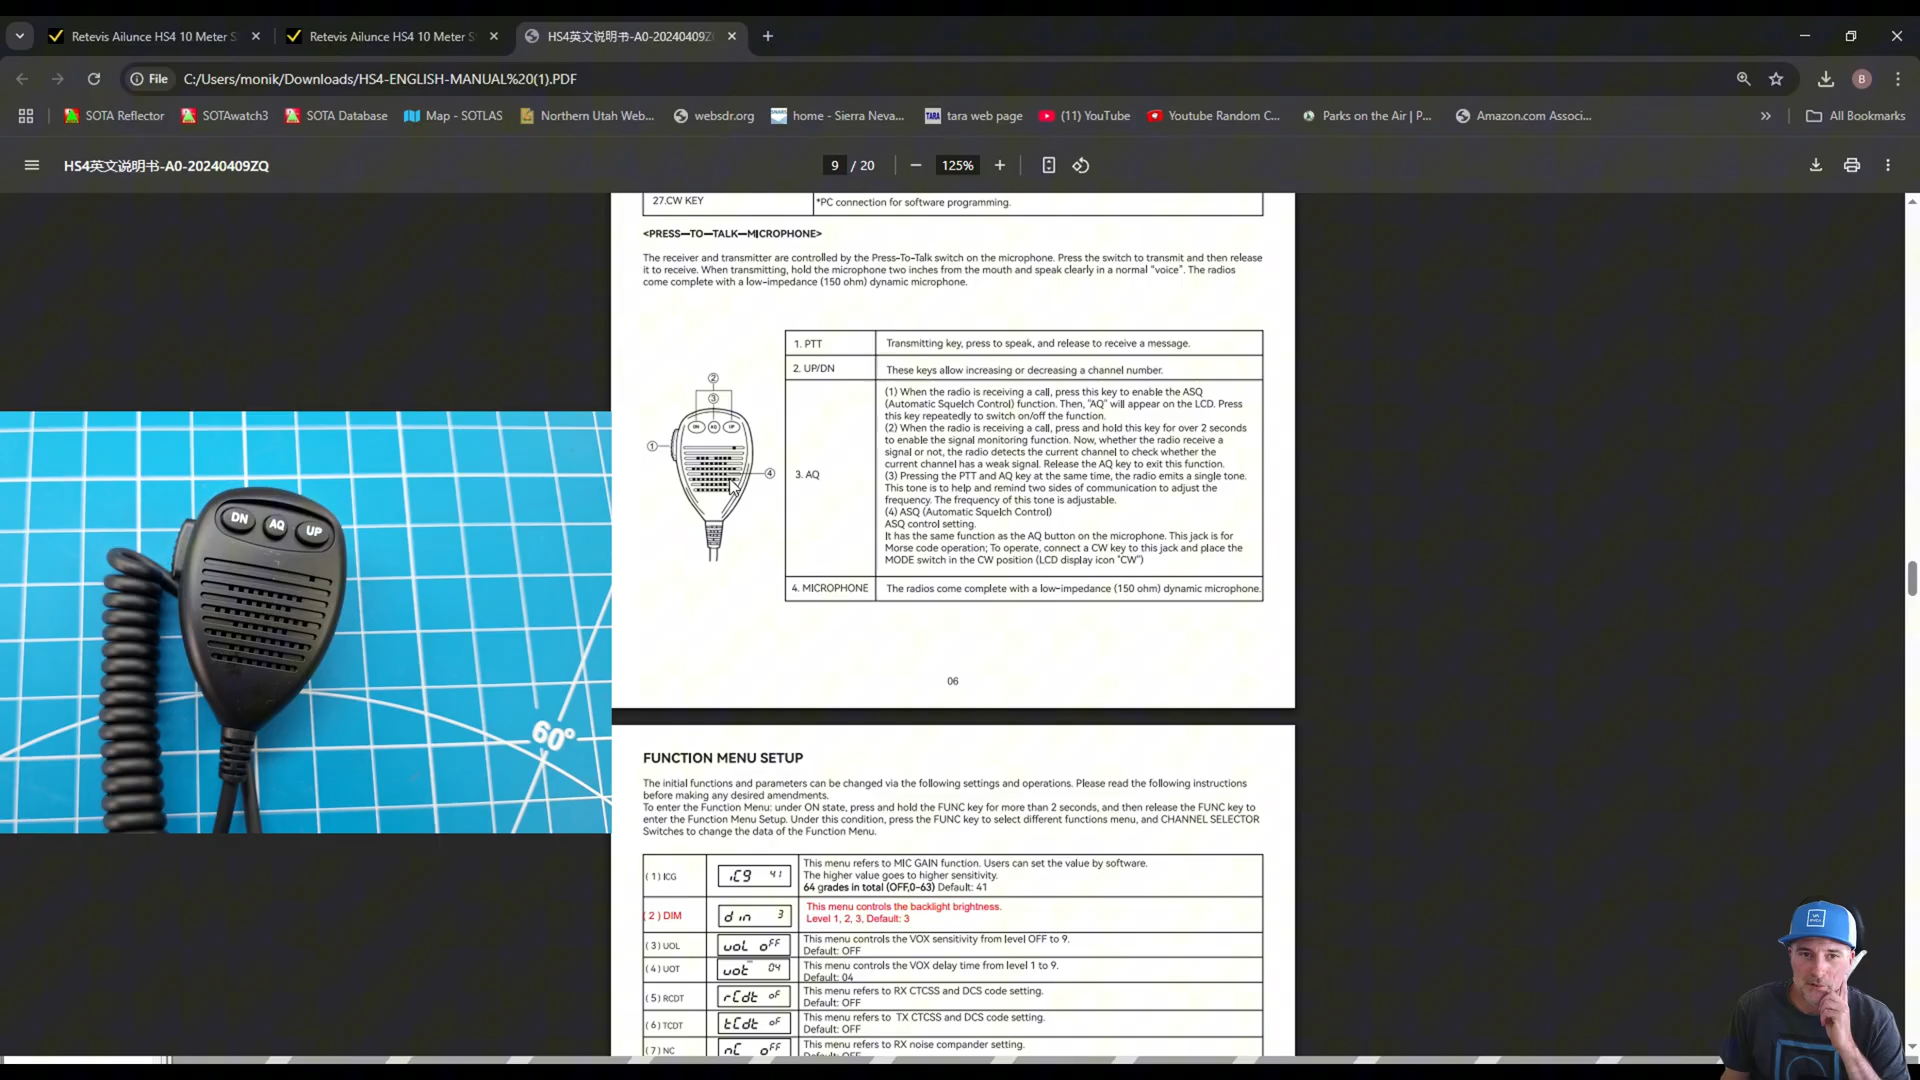 Retevis Ailunce HS4 10 Meter S
Retevis Ailunce HS4 10 Meter S
HS4英文说明书-A0-20240409ZQ
File
C:/Users/monik/Downloads/HS4-ENGLISH-MANUAL%20(1).PDF
B
SOTA Reflector
SOTAwatch3
SOTA Database
Map - SOTLAS
Northern Utah Web...
websdr.org
home - Sierra Neva...
TARA
tara web page
(11) YouTube
Youtube Random C...
Parks on the Air | P...
Amazon.com Associ...
All Bookmarks
HS4英文说明书-A0-20240409ZQ
9 / 20
125%
27.CW KEY
*PC connection for software programming.
<PRESS—TO—TALK—MICROPHONE>
The receiver and transmitter are controlled by the Press-To-Talk switch on the microphone. Press the switch to transmit and then release
it to receive. When transmitting, hold the microphone two inches from the mouth and speak clearly in a normal "voice". The radios
come complete with a low-impedance (150 ohm) dynamic microphone.
②
③
DN AQ UP
①
④
1. PTT
Transmitting key, press to speak, and release to receive a message.
2. UP/DN
These keys allow increasing or decreasing a channel number.
3. AQ
(1) When the radio is receiving a call, press this key to enable the ASQ
(Automatic Squelch Control) function. Then, "AQ" will appear on the LCD. Press
this key repeatedly to switch on/off the function.
(2) When the radio is receiving a call, press and hold this key for over 2 seconds
to enable the signal monitoring function. Now, whether the radio receive a
signal or not, the radio detects the current channel to check whether the
current channel has a weak signal. Release the AQ key to exit this function.
(3) Pressing the PTT and AQ key at the same time, the radio emits a single tone.
This tone is to help and remind two sides of communication to adjust the
frequency. The frequency of this tone is adjustable.
(4) ASQ (Automatic Squelch Control)
ASQ control setting.
It has the same function as the AQ button on the microphone. This jack is for
Morse code operation; To operate, connect a CW key to this jack and place the
MODE switch in the CW position (LCD display icon "CW")
4. MICROPHONE
The radios come complete with a low-impedance (150 ohm) dynamic microphone.
06
DN AQ UP
60°
FUNCTION MENU SETUP
The initial functions and parameters can be changed via the following settings and operations. Please read the following instructions
before making any desired amendments.
To enter the Function Menu: under ON state, press and hold the FUNC key for more than 2 seconds, and then release the FUNC key to
enter the Function Menu Setup. Under this condition, press the FUNC key to select different functions menu, and CHANNEL SELECTOR
Switches to change the data of the Function Menu.
( 1 ) ICG
iCg 41
This menu refers to MIC GAIN function. Users can set the value by software.
The higher value goes to higher sensitivity.
64 grades in total (OFF,0-63) Default: 41
( 2 ) DIM
din 3
This menu controls the backlight brightness.
Level 1, 2, 3, Default: 3
( 3 ) UOL
uoL oFF
This menu controls the VOX sensitivity from level OFF to 9.
Default: OFF
( 4 ) UOT
uot 04
This menu controls the VOX delay time from level 1 to 9.
Default: 04
( 5 ) RCDT
rCdt oF
This menu refers to RX CTCSS and DCS code setting.
Default: OFF
( 6 ) TCDT
tCdt oF
This menu refers to TX CTCSS and DCS code setting.
Default: OFF
( 7 ) NC
nC oFF
This menu refers to RX noise compander setting.
Default: OFF